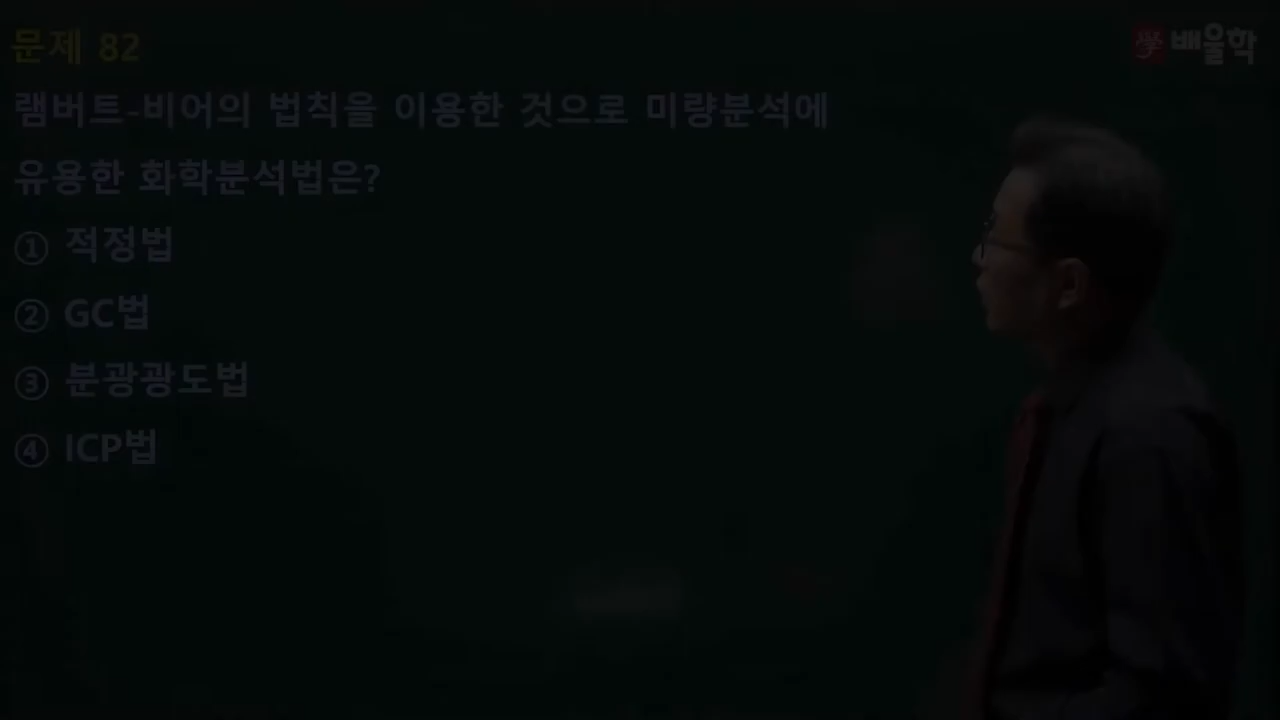 문제 82
學 배울학
램버트-비어의 법칙을 이용한 것으로 미량분석에
유용한 화학분석법은?
① 적정법
② GC법
③ 분광광도법
④ ICP법